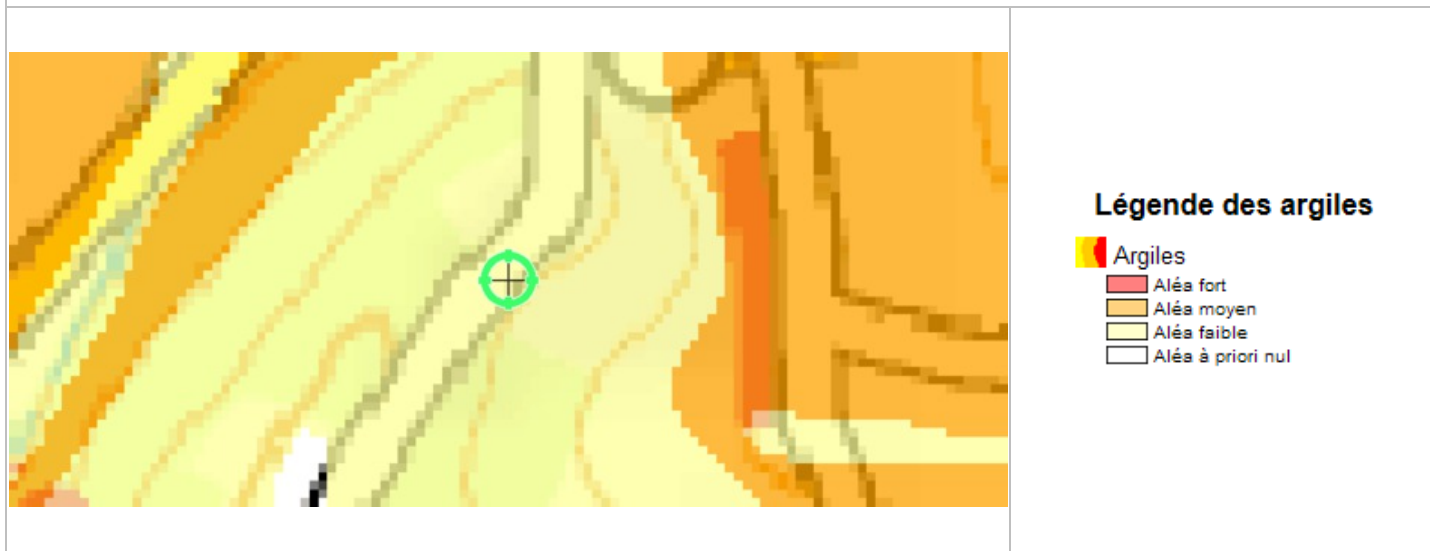 Légende des argiles
Argiles
Aléa fort
Aléa moyen
Aléa faible
Aléa à priori nul